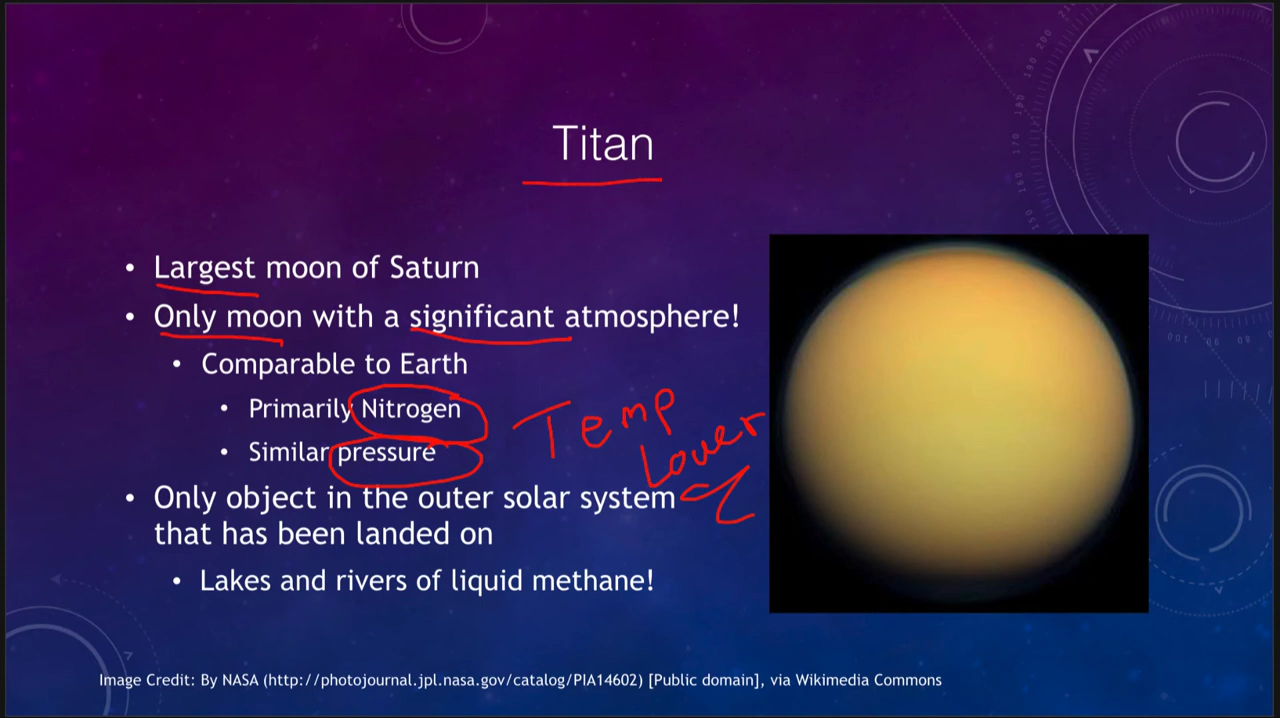 Titan
• Largest moon of Saturn
• Only moon with a significant atmosphere!
• Comparable to Earth
• Primarily Nitrogen
• Similar pressure
Temp
Lower
• Only object in the outer solar system
that has been landed on
• Lakes and rivers of liquid methane!
Image Credit: By NASA (http://photojournal.jpl.nasa.gov/catalog/PIA14602) [Public domain], via Wikimedia Commons